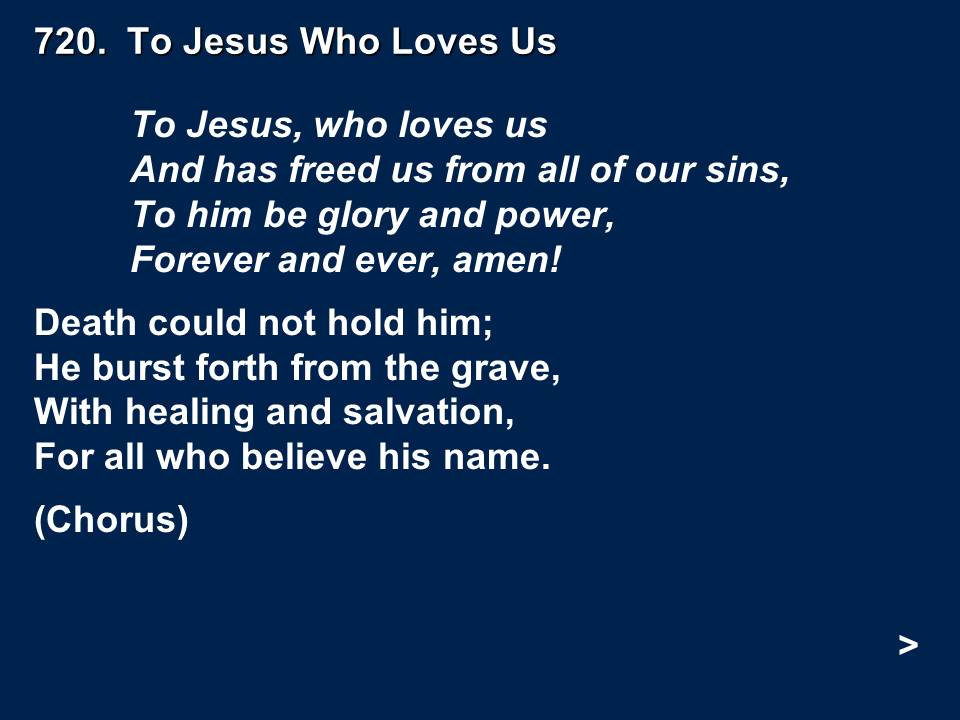 720. To Jesus Who Loves Us
To Jesus, who loves us
And has freed us from all of our sins,
To him be glory and power,
Forever and ever, amen!
Death could not hold him;
He burst forth from the grave,
With healing and salvation,
For all who believe his name.
(Chorus)
>